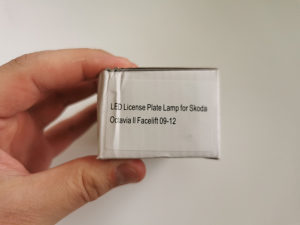 LED License Plate Lamp for Skoda
Octavia II Facelift 09-12